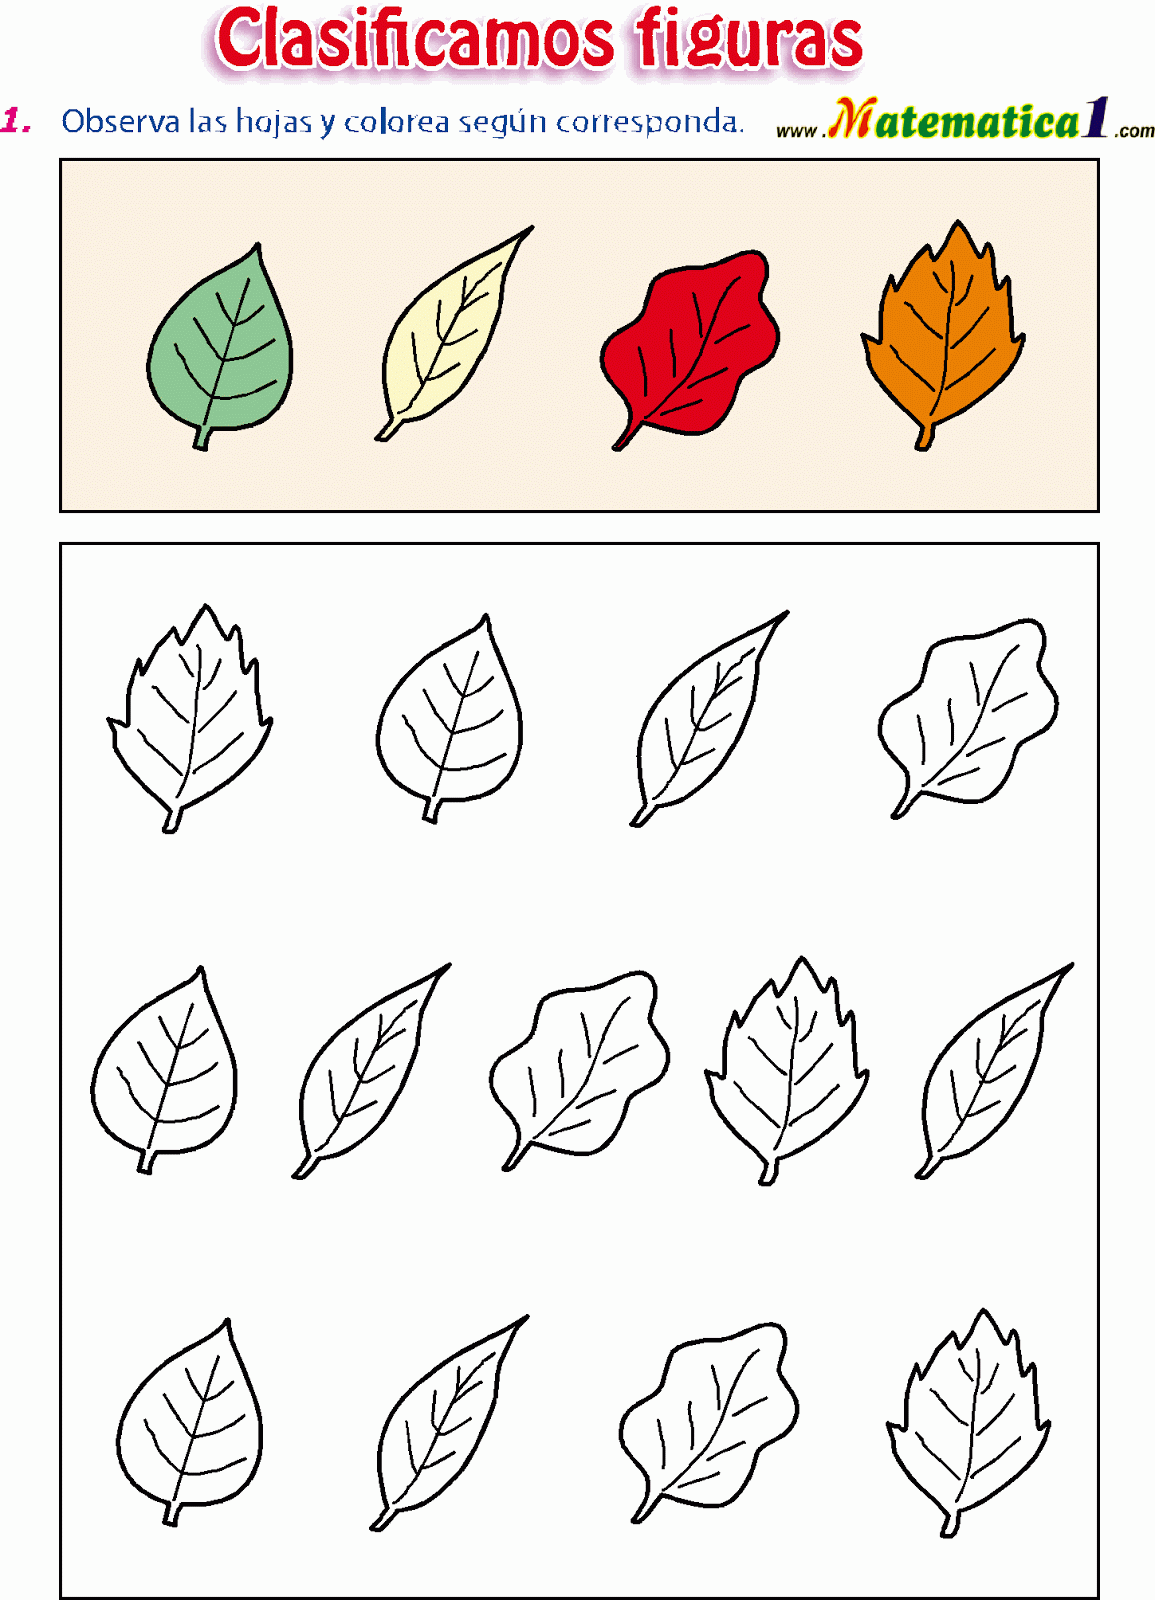 Clasificamos figuras
1. Observa las hojas y colorea según corresponda.
www.Matematica1.com